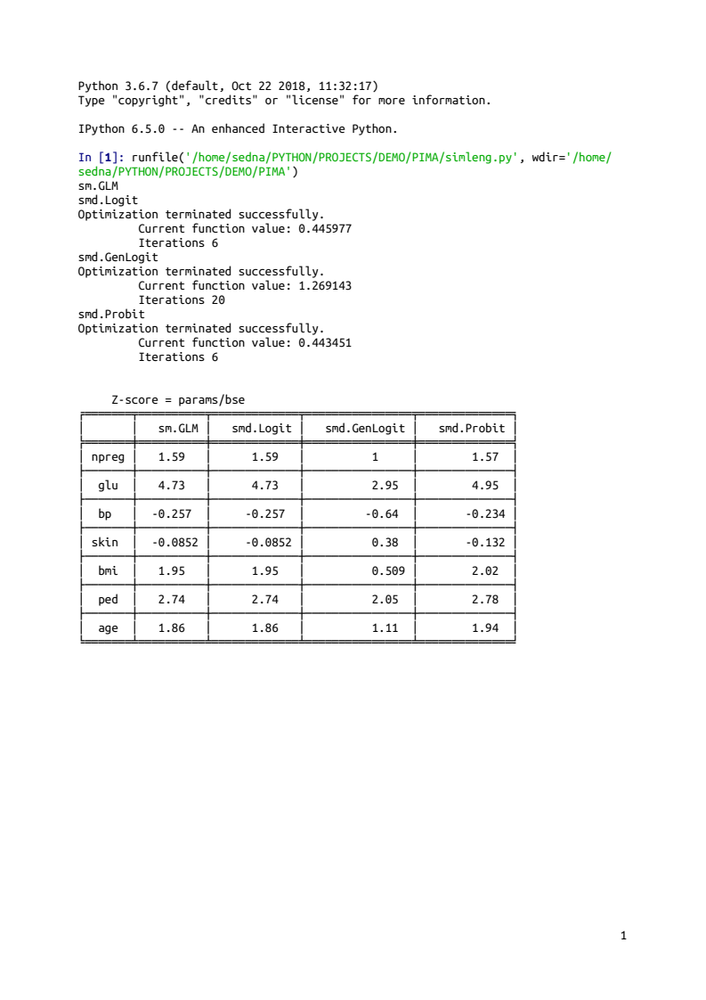 Python 3.6.7 (default, Oct 22 2018, 11:32:17)
Type "copyright", "credits" or "license" for more information.
IPython 6.5.0 -- An enhanced Interactive Python.
In [1]: runfile('/home/sedna/PYTHON/PROJECTS/DEMO/PIMA/simleng.py', wdir='/home/
sedna/PYTHON/PROJECTS/DEMO/PIMA')
sm.GLM
smd.Logit
Optimization terminated successfully.
Current function value: 0.445977
Iterations 6
smd.GenLogit
Optimization terminated successfully.
Current function value: 1.269143
Iterations 20
smd.Probit
Optimization terminated successfully.
Current function value: 0.443451
Iterations 6
Z-score = params/bse
sm.GLM smd.Logit smd.GenLogit smd.Probit
npreg 1.59 1.59 1 1.57
glu 4.73 4.73 2.95 4.95
bp -0.257 -0.257 -0.64 -0.234
skin -0.0852 -0.0852 0.38 -0.132
bmi 1.95 1.95 0.509 2.02
ped 2.74 2.74 2.05 2.78
age 1.86 1.86 1.11 1.94
1